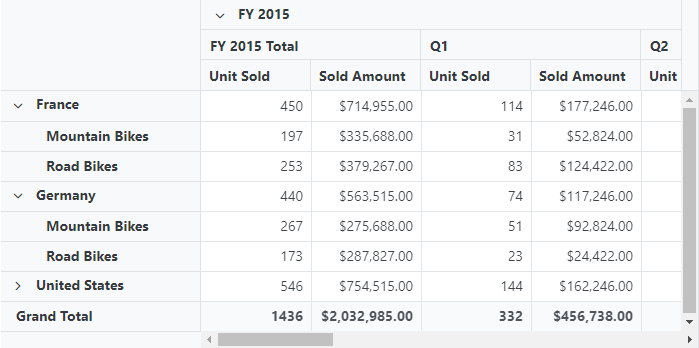 FY 2015
FY 2015 Total Q1 Q2
Unit Sold Sold Amount Unit Sold Sold Amount Unit
France 450 $714,955.00 114 $177,246.00
Mountain Bikes 197 $335,688.00 31 $52,824.00
Road Bikes 253 $379,267.00 83 $124,422.00
Germany 440 $563,515.00 74 $117,246.00
Mountain Bikes 267 $275,688.00 51 $92,824.00
Road Bikes 173 $287,827.00 23 $24,422.00
United States 546 $754,515.00 144 $162,246.00
Grand Total 1436 $2,032,985.00 332 $456,738.00